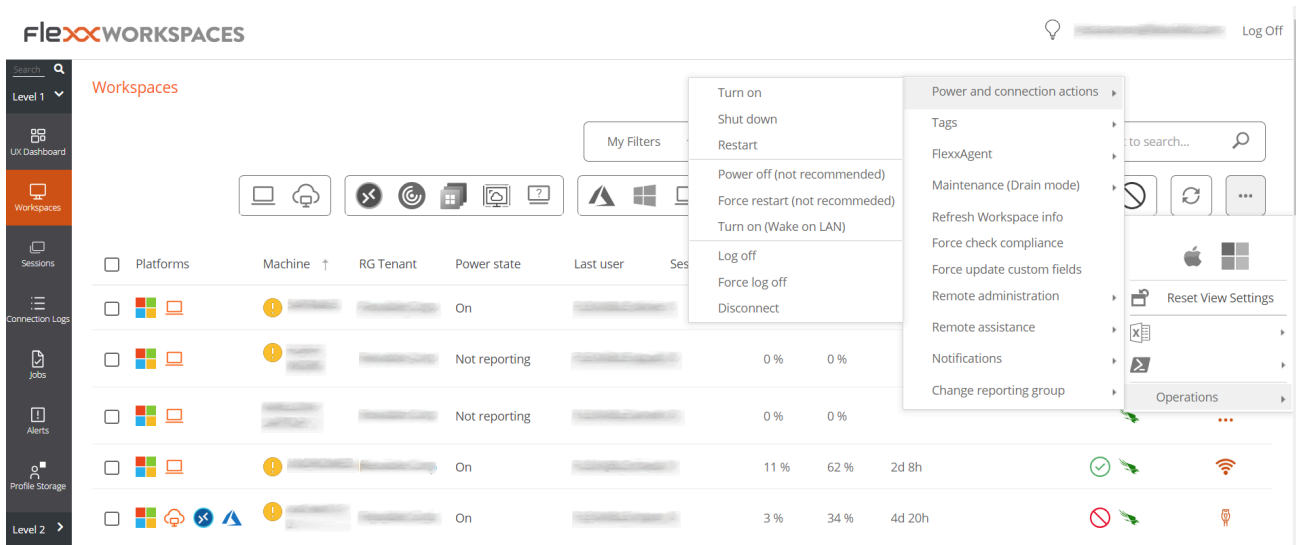 FlexxWORKSPACES
Log Off
Search
Level 1
UX Dashboard
Workspaces
Sessions
Connection Logs
Jobs
Alerts
Profile Storage
Level 2
Workspaces
My Filters
to search...
Turn on
Shut down
Restart
Power off (not recommended)
Force restart (not recommeded)
Turn on (Wake on LAN)
Log off
Force log off
Disconnect
Power and connection actions
Tags
FlexxAgent
Maintenance (Drain mode)
Refresh Workspace info
Force check compliance
Force update custom fields
Remote administration
Remote assistance
Notifications
Change reporting group
Reset View Settings
Operations
Platforms Machine RG Tenant Power state Last user Ses
On
Not reporting 0 % 0 %
Not reporting 0 % 0 %
On 11 % 62 % 2d 8h
On 3 % 34 % 4d 20h